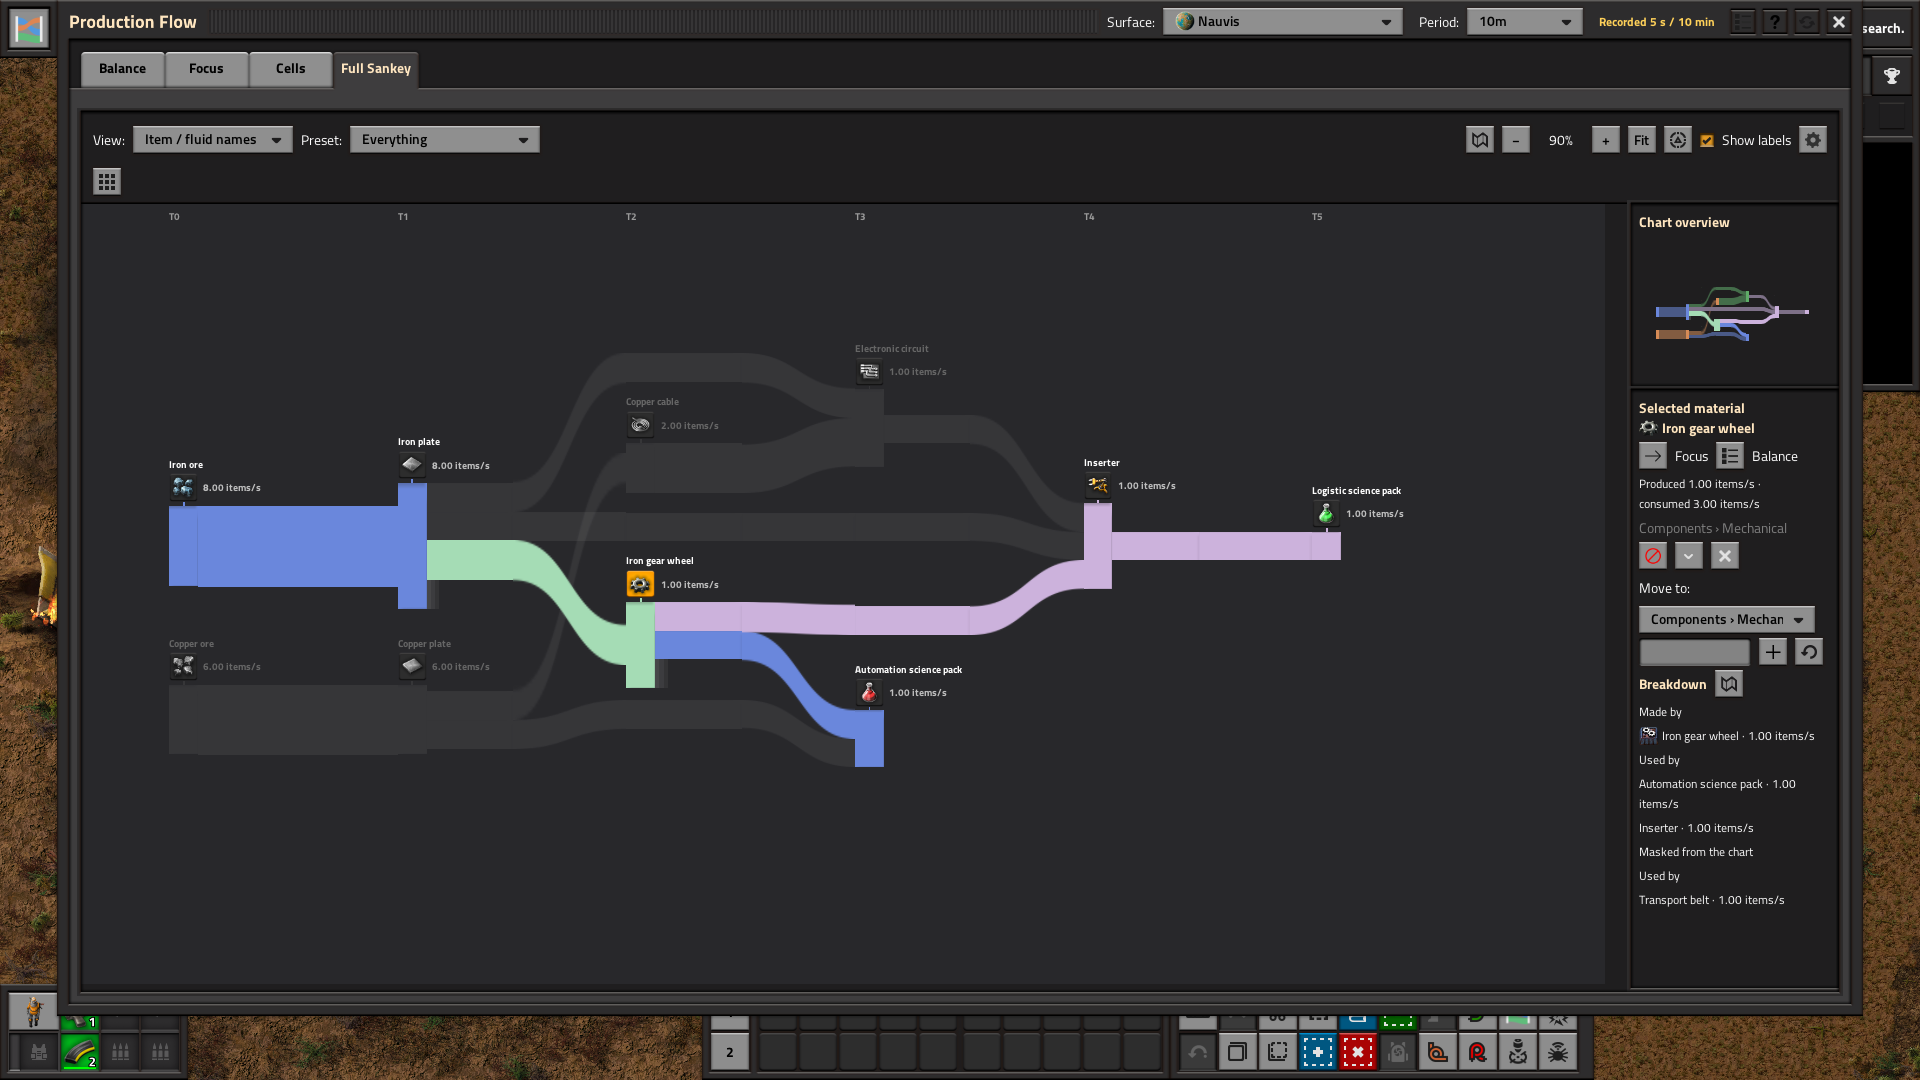 Production Flow
Surface:
Nauvis
Period:
10m
Recorded 5 s / 10 min
?
search.
Balance
Focus
Cells
Full Sankey
View:
Item / fluid names
Preset:
Everything
-
90%
+
Fit
Show labels
T0
T1
T2
T3
T4
T5
Chart overview
Electronic circuit
1.00 items/s
Copper cable
2.00 items/s
Iron plate
8.00 items/s
Iron ore
8.00 items/s
Inserter
1.00 items/s
Logistic science pack
1.00 items/s
Iron gear wheel
1.00 items/s
Copper ore
6.00 items/s
Copper plate
6.00 items/s
Automation science pack
1.00 items/s
Selected material
Iron gear wheel
Focus
Balance
Produced 1.00 items/s ·
consumed 3.00 items/s
Components › Mechanical
Move to:
Components › Mechan
Breakdown
Made by
Iron gear wheel · 1.00 items/s
Used by
Automation science pack · 1.00
items/s
Inserter · 1.00 items/s
Masked from the chart
Used by
Transport belt · 1.00 items/s
1
2
2